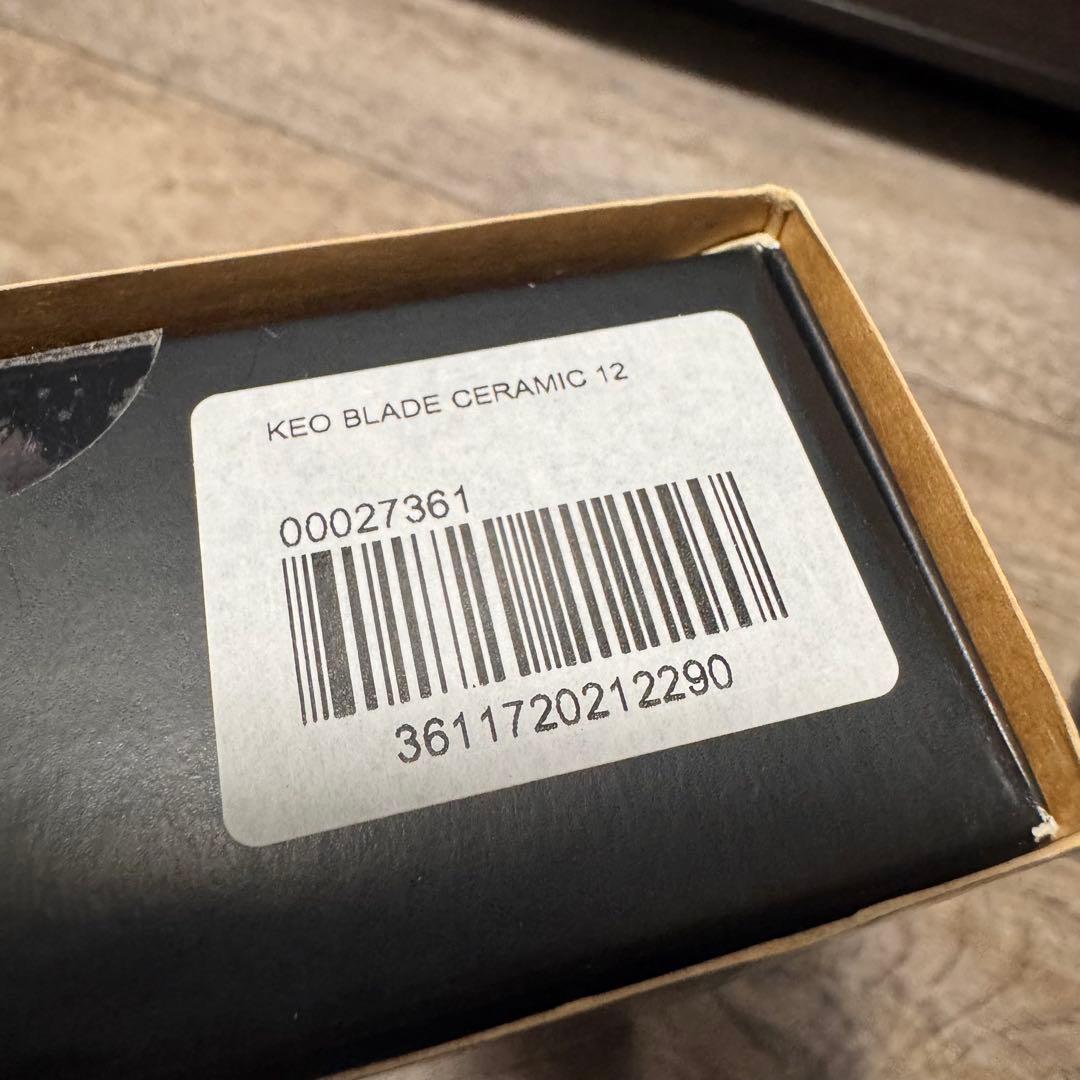 KEO BLADE CERAMIC 12
00027361
3611720212290